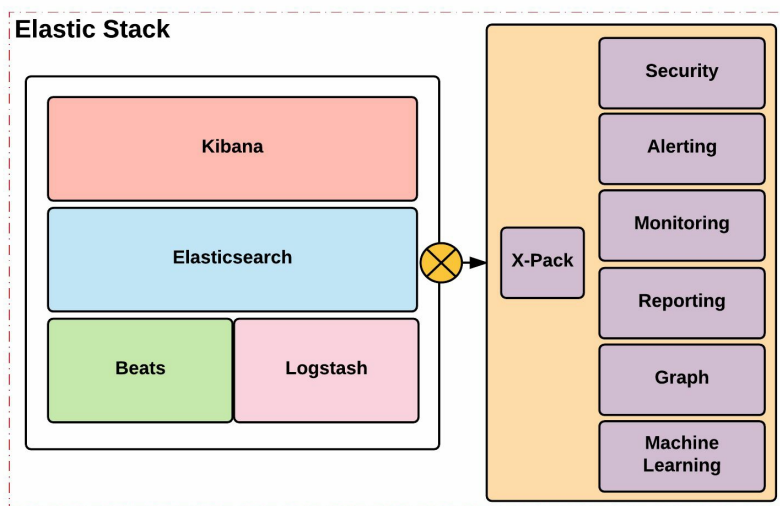 Elastic Stack
Kibana
Elasticsearch
Beats
Logstash
X-Pack
Security
Alerting
Monitoring
Reporting
Graph
Machine
Learning